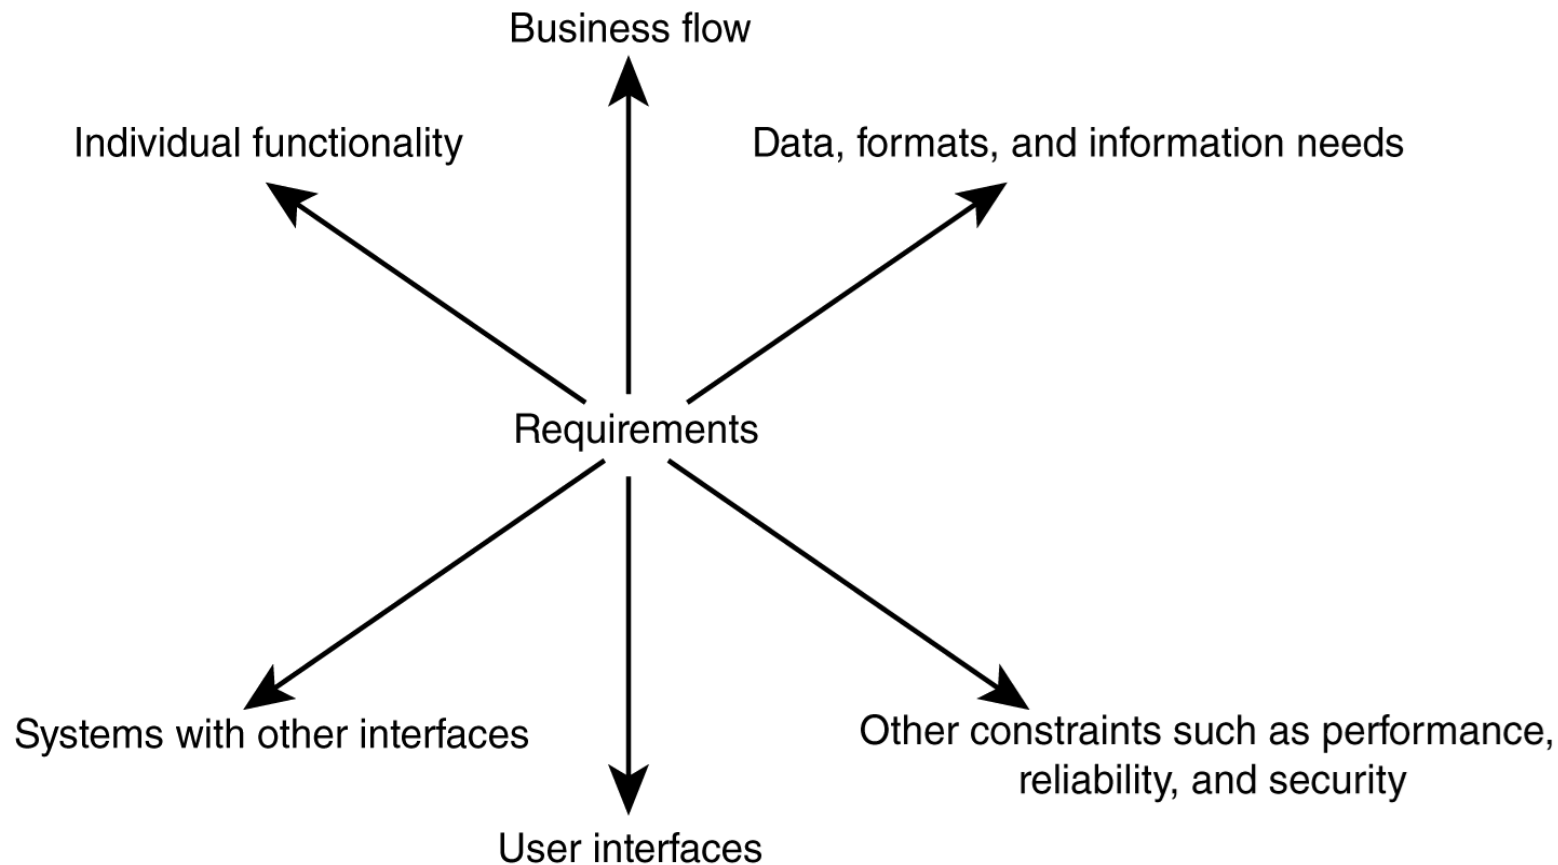 Business flow
Individual functionality
Data, formats, and information needs
Requirements
Systems with other interfaces
Other constraints such as performance,
reliability, and security
User interfaces